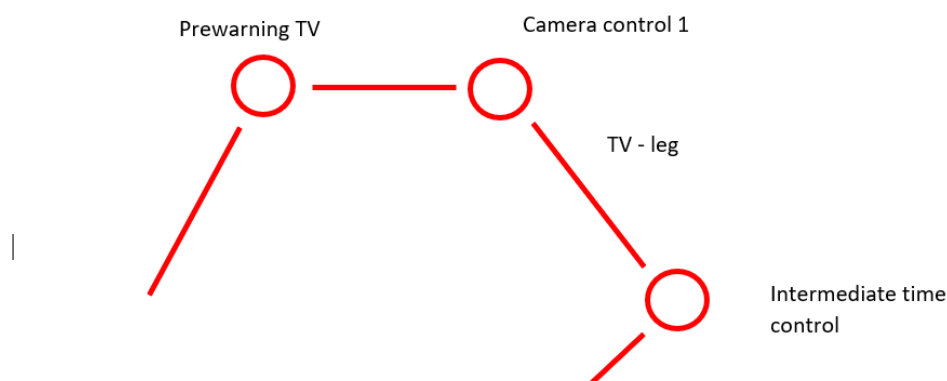 Prewarning TV
Camera control 1
TV - leg
Intermediate time
control